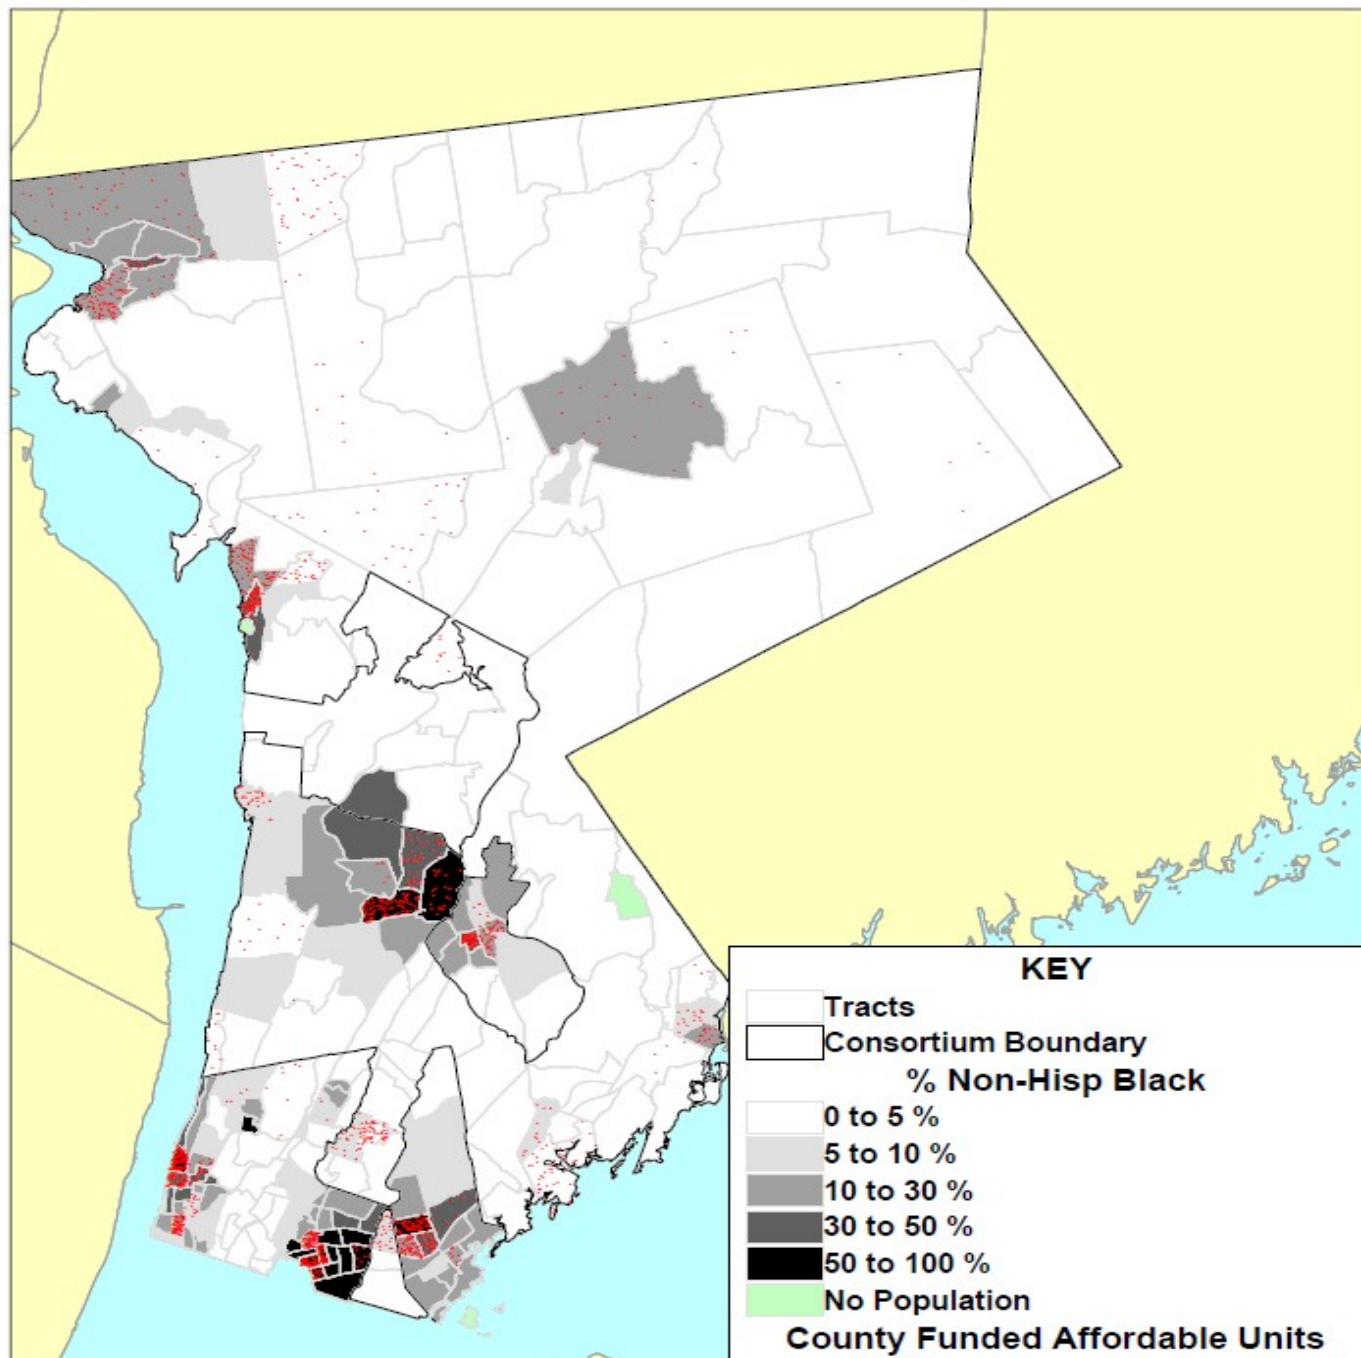 KEY
Tracts
Consortium Boundary
% Non-Hisp Black
0 to 5 %
5 to 10 %
10 to 30 %
30 to 50 %
50 to 100 %
No Population
County Funded Affordable Units